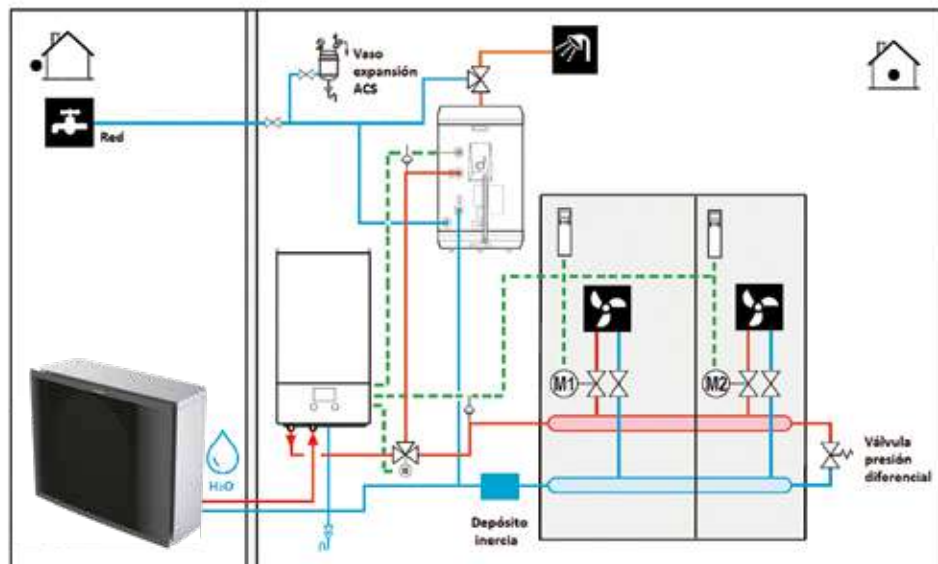 Vaso
expansión
ACS
Red
M1
M2
H₂O
Válvula
presión
diferencial
Depósito
inercia